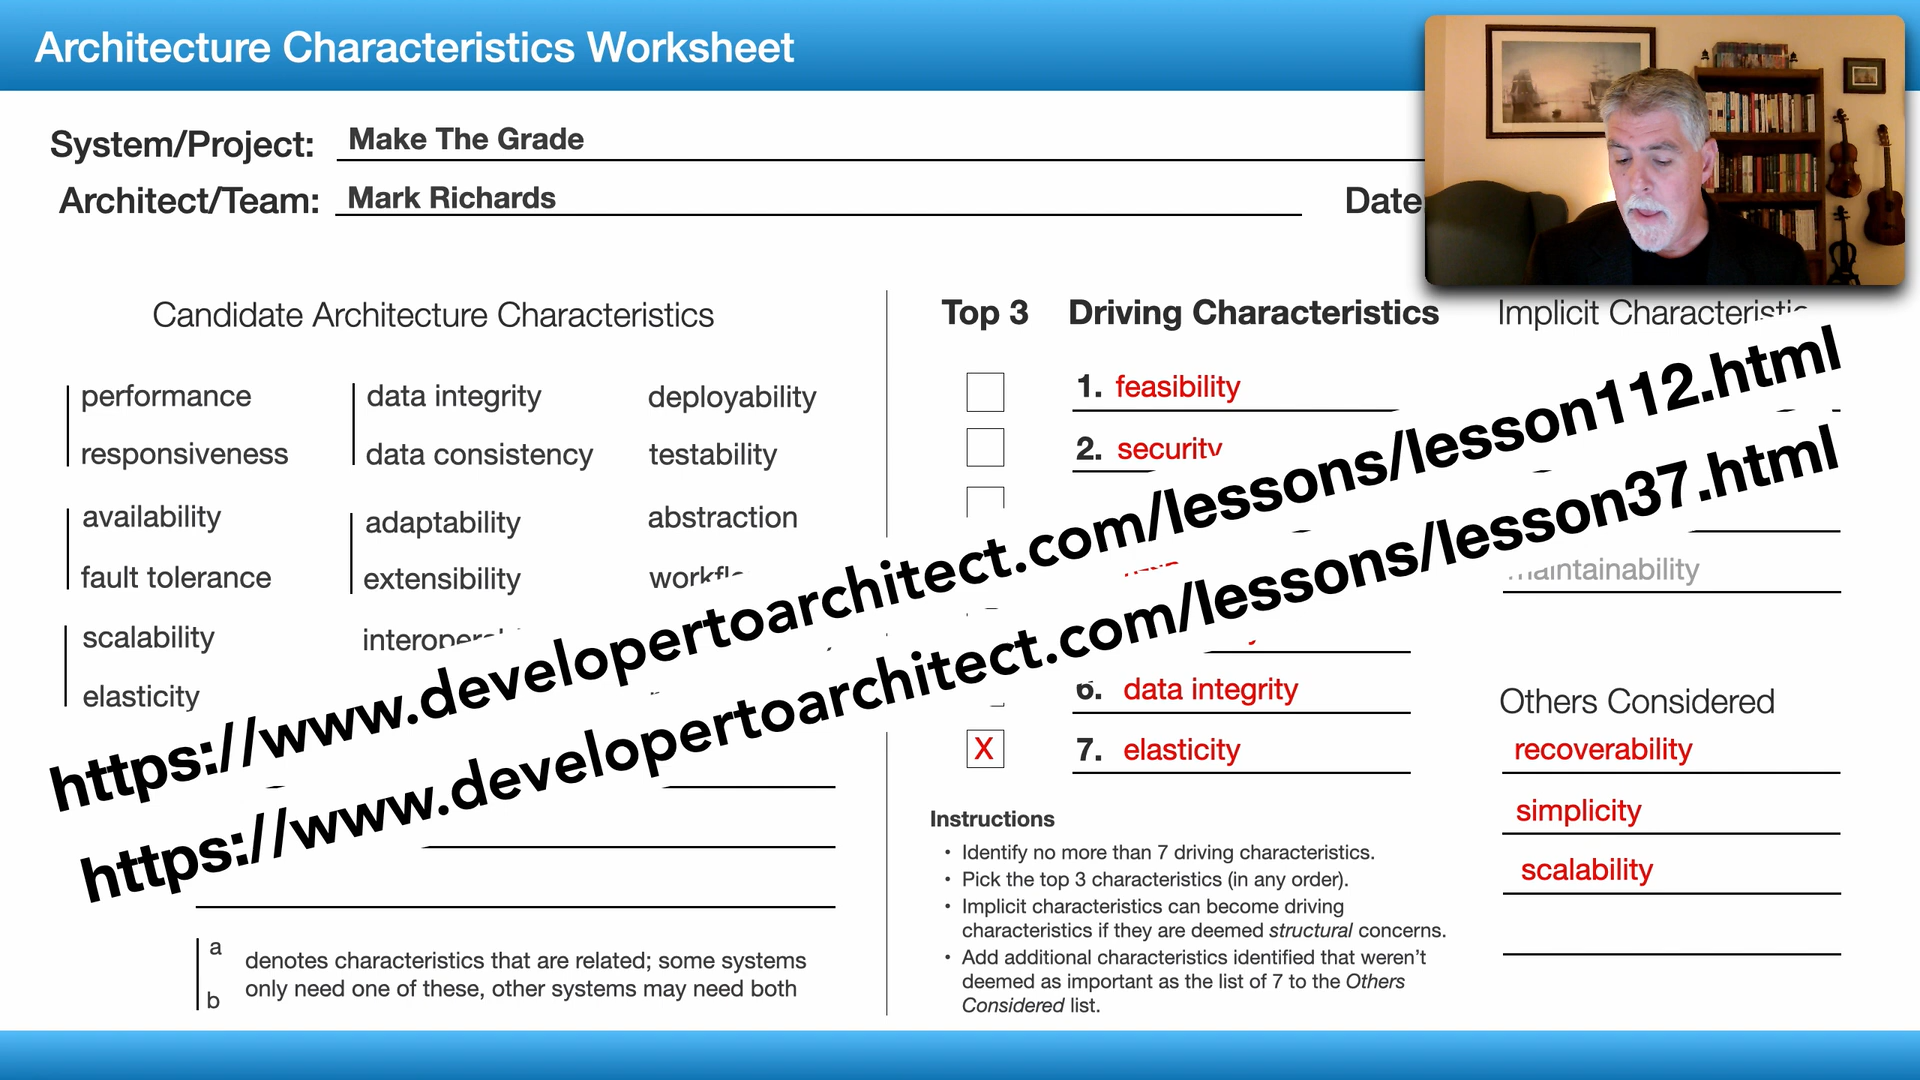 Architecture Characteristics Worksheet
System/Project: Make The Grade
Architect/Team: Mark Richards
Date
Candidate Architecture Characteristics
performance
responsiveness
availability
fault tolerance
scalability
elasticity
data integrity
data consistency
adaptability
extensibility
deployability
testability
abstraction
a
b
denotes characteristics that are related; some systems
only need one of these, other systems may need both
Top 3
Driving Characteristics
1. feasibility
2. security
6. data integrity
X 7. elasticity
Instructions
• Identify no more than 7 driving characteristics.
• Pick the top 3 characteristics (in any order).
• Implicit characteristics can become driving
characteristics if they are deemed structural concerns.
• Add additional characteristics identified that weren't
deemed as important as the list of 7 to the Others
Considered list.
Implicit Characteristic
maintainability
Others Considered
recoverability
simplicity
scalability
https://www.developertoarchitect.com/lessons/lesson112.html
https://www.developertoarchitect.com/lessons/lesson37.html